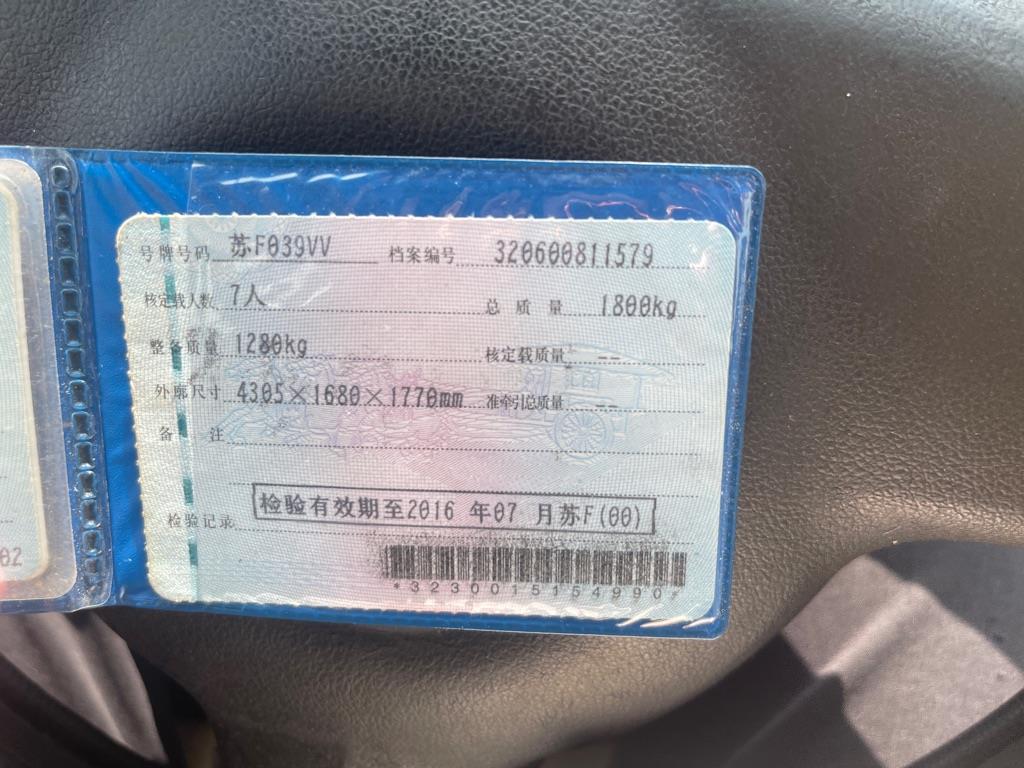 号牌号码 苏F039VV 档案编号 320600811579
核定载人数 7人 总质量 1800kg
整备质量 1280kg 核定载质量 --
外廓尺寸 4305×1680×1770mm 准牵引总质量 --
备注
检验记录 检验有效期至2016 年07 月苏F(00)
*3230015154990*
02